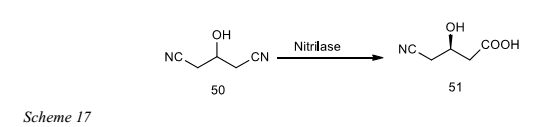 OH
OH
Nitrilase
NC
CN
NC
COOH
50
51
Scheme 17